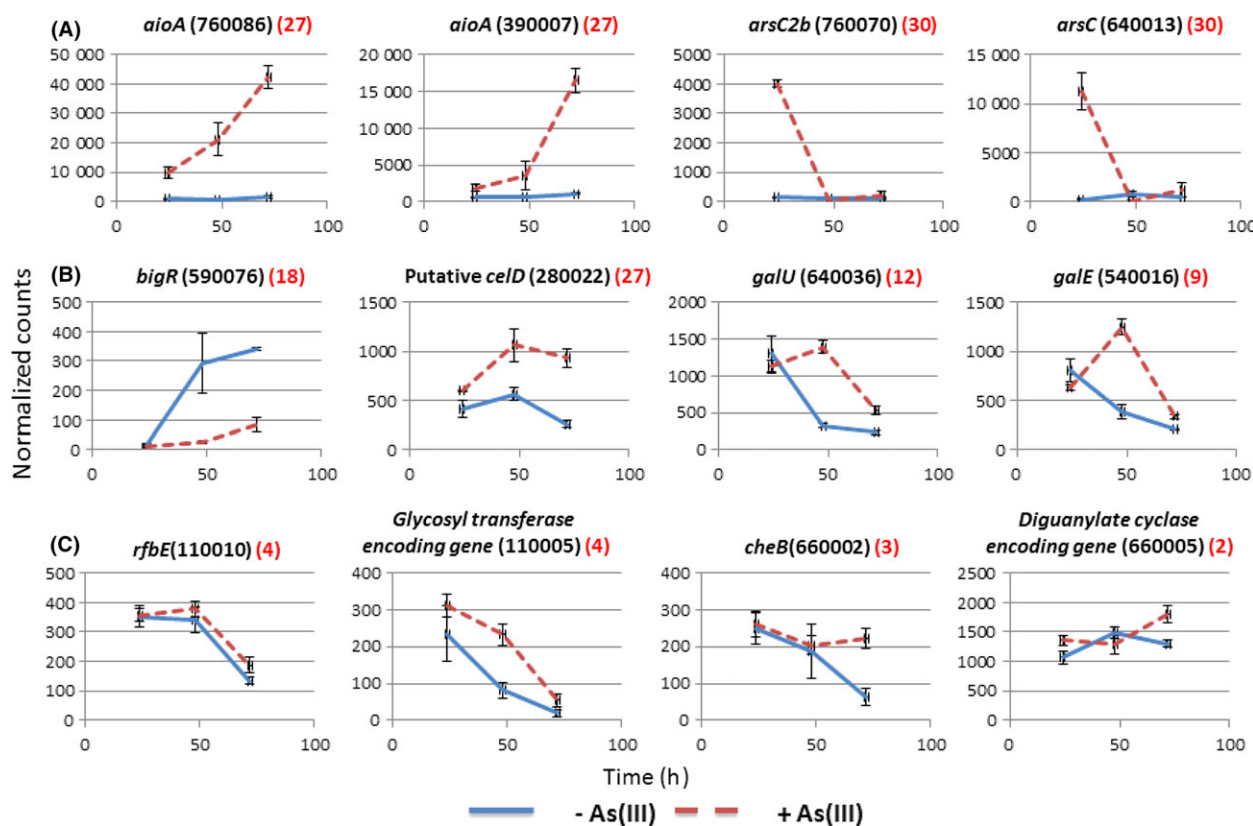 (A) aioA (760086) (27) aioA (390007) (27) arsC2b (760070) (30) arsC (640013) (30)
50 000 20 000 5000 15 000
40 000 15 000 4000 10 000
30 000 10 000 3000 5000
20 000 5000 2000 0
10 000 0 1000
0 0
0 50 100 0 50 100 0 50 100 0 50 100
(B) bigR (590076) (18) Putative celD (280022) (27) galU (640036) (12) galE (540016) (9)
500 1500 2000 1500
400 1000 1500 1000
300 500 1000 500
200 0 500 0
100 0
0
0 50 100 0 50 100 0 50 100 0 50 100
Normalized counts
Glycosyl transferase Diguanylate cyclase
(C) rfbE(110010) (4) encoding gene (110005) (4) cheB(660002) (3) encoding gene (660005) (2)
500 400 400 2500
400 300 300 2000
300 200 200 1500
200 100 100 1000
100 0 0 500
0 0
0 50 100 0 50 100 0 50 100 0 50 100
Time (h)
- As(III) + As(III)